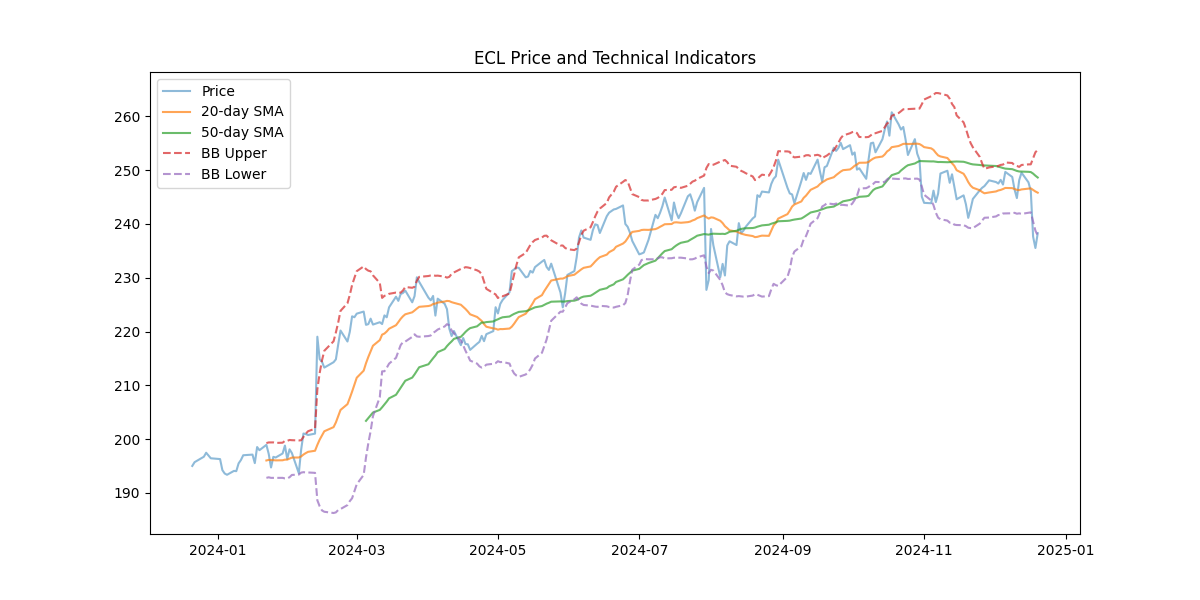 ECL Price and Technical Indicators
Price
20-day SMA
50-day SMA
BB Upper
BB Lower
260
250
240
230
220
210
200
190
2024-01 2024-03 2024-05 2024-07 2024-09 2024-11 2025-01